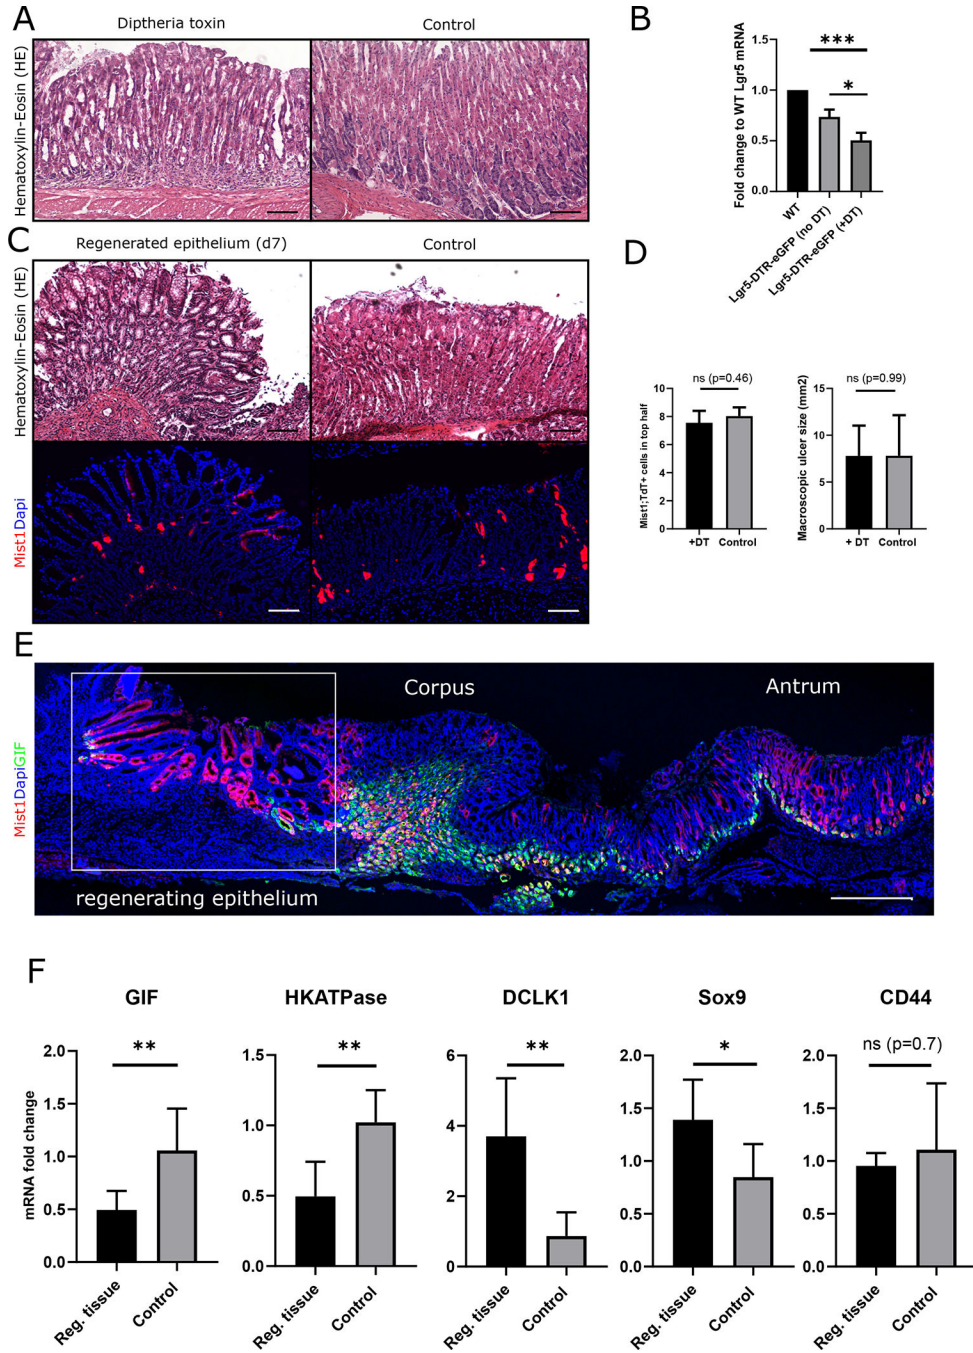 A
Diptheria toxin
Control
Hematoxylin-Eosin (HE)
B
Fold change to WT Lgr5 mRNA
1.5
1.0
0.5
0.0
***
*
WT
Lgr5-DTR-eGFP (no DT)
Lgr5-DTR-eGFP (+DT)
C
Regenerated epithelium (d7)
Control
Hematoxylin-Eosin (HE)
Mist1Dapi
D
Mist1;TdT+ cells in top half
10
8
6
4
2
0
ns (p=0.46)
+DT
Control
Macroscopic ulcer size (mm2)
15
10
5
0
ns (p=0.99)
+ DT
Control
E
Mist1DapiGIF
Corpus
Antrum
regenerating epithelium
F
GIF
mRNA fold change
2.0
1.5
1.0
0.5
0.0
**
Reg. tissue
Control
HKATPase
1.5
1.0
0.5
0.0
**
Reg. tissue
Control
DCLK1
6
4
2
0
**
Reg. tissue
Control
Sox9
2.0
1.5
1.0
0.5
0.0
*
Reg. tissue
Control
CD44
2.0
1.5
1.0
0.5
0.0
ns (p=0.7)
Reg. tissue
Control